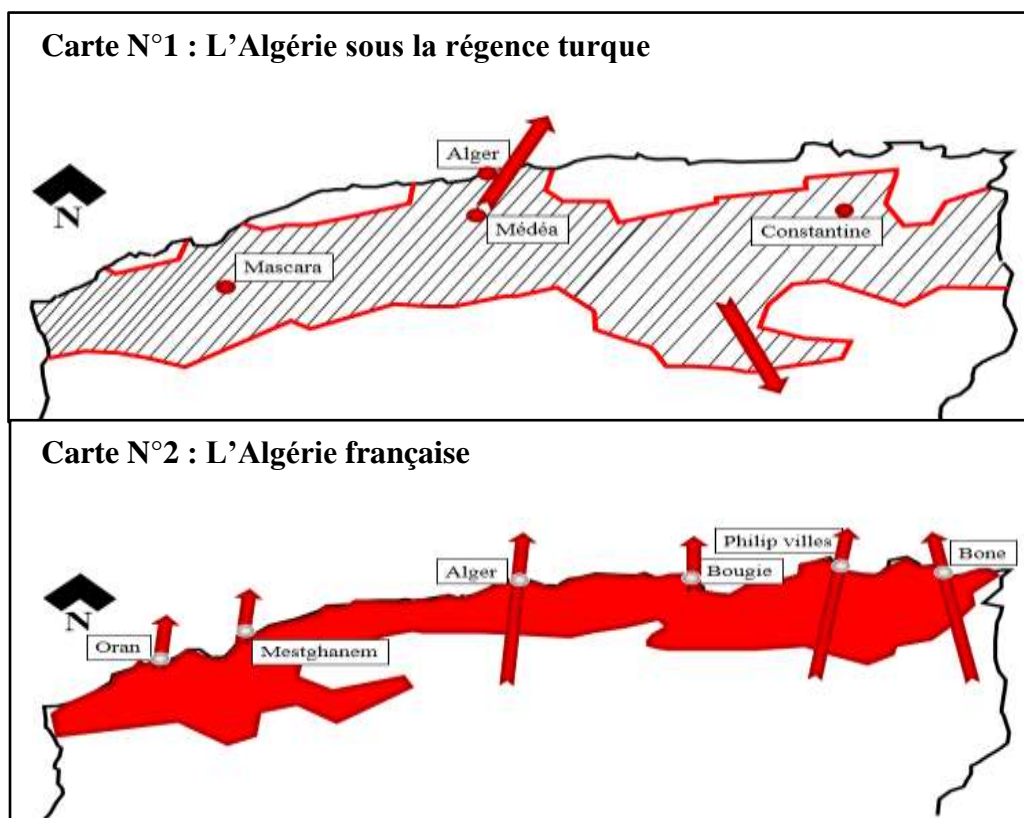 Carte N°1 : L’Algérie sous la régence turque
Alger
N
Médéa
Constantine
Mascara
Carte N°2 : L’Algérie française
Philip villes
Alger
Bougie
Bone
N
Oran
Mestghanem